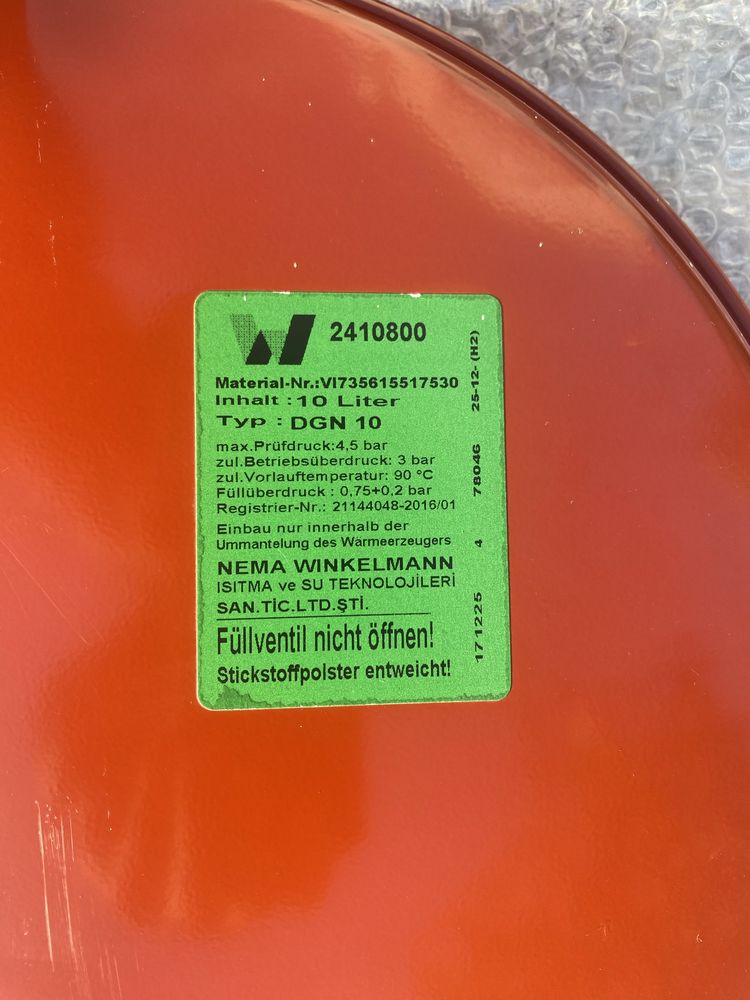 2410800
Material-Nr.:VI735615517530
Inhalt :10 Liter
Typ : DGN 10
max.Prüfdruck:4,5 bar
zul.Betriebsüberdruck: 3 bar
zul.Vorlauftemperatur: 90 °C
Füllüberdruck : 0,75+0,2 bar
Registrier-Nr.: 21144048-2016/01
Einbau nur innerhalb der
Ummantelung des Wärmeerzeugers
NEMA WINKELMANN
ISITMA ve SU TEKNOLOJİLERİ
SAN.TİC.LTD.ŞTİ.
Füllventil nicht öffnen!
Stickstoffpolster entweicht!
171225 4 78046 25-12-(H2)